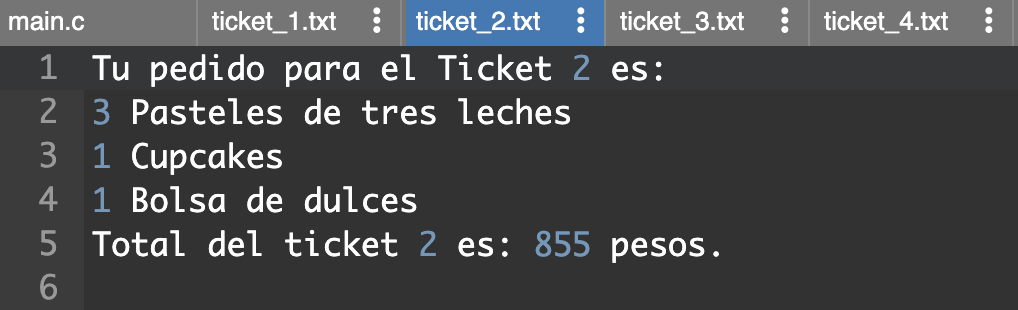 main.c ticket_1.txt ticket_2.txt ticket_3.txt ticket_4.txt
1 Tu pedido para el Ticket 2 es:
2 3 Pasteles de tres leches
3 1 Cupcakes
4 1 Bolsa de dulces
5 Total del ticket 2 es: 855 pesos.
6